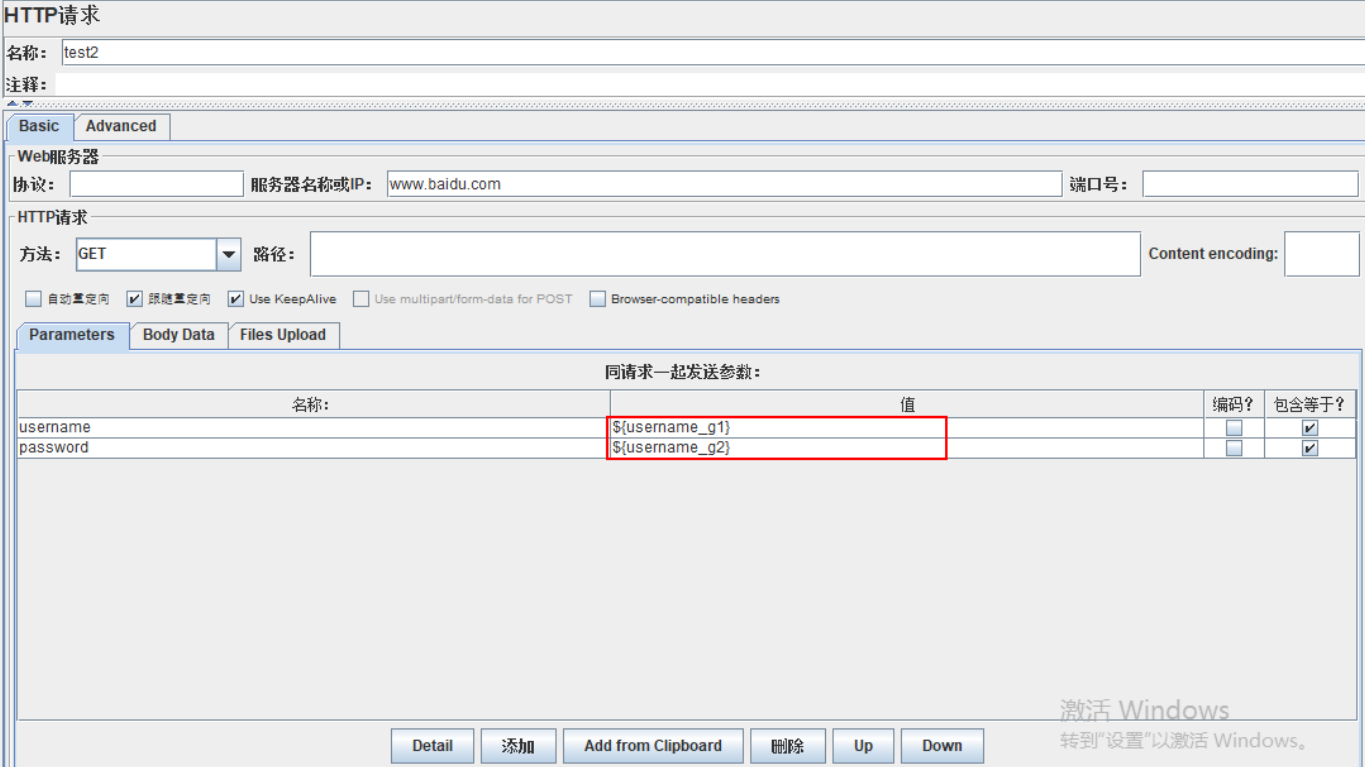 HTTP请求
名称： test2
注释：
Basic Advanced
Web服务器
协议： 服务器名称或IP： www.baidu.com 端口号：
HTTP请求
方法： GET 路径： Content encoding:
自动重定向 跟随重定向 Use KeepAlive Use multipart/form-data for POST Browser-compatible headers
Parameters Body Data Files Upload
同请求一起发送参数：
名称： 值 编码？ 包含等于？
username ${username_g1}
password ${username_g2}
激活 Windows
转到“设置”以激活 Windows。
Detail 添加 Add from Clipboard 删除 Up Down